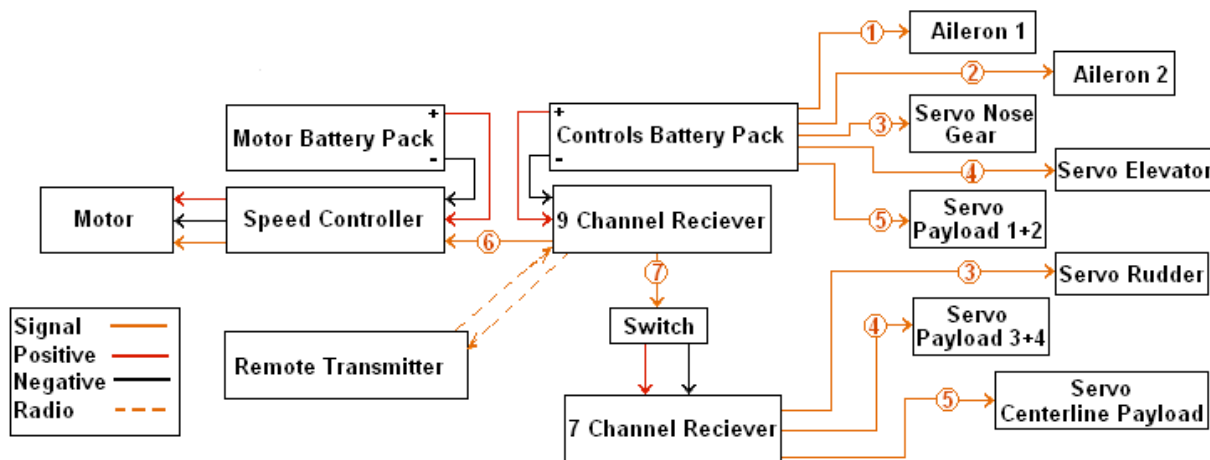 1
Aileron 1
2
Aileron 2
+
Motor Battery Pack
-
+
Controls Battery Pack
-
3
Servo Nose
Gear
4
Servo Elevator
Motor
Speed Controller
9 Channel Reciever
5
Servo
Payload 1+2
6
7
3
Servo Rudder
Signal
Positive
Negative
Radio
Remote Transmitter
Switch
4
Servo
Payload 3+4
7 Channel Reciever
5
Servo
Centerline Payload